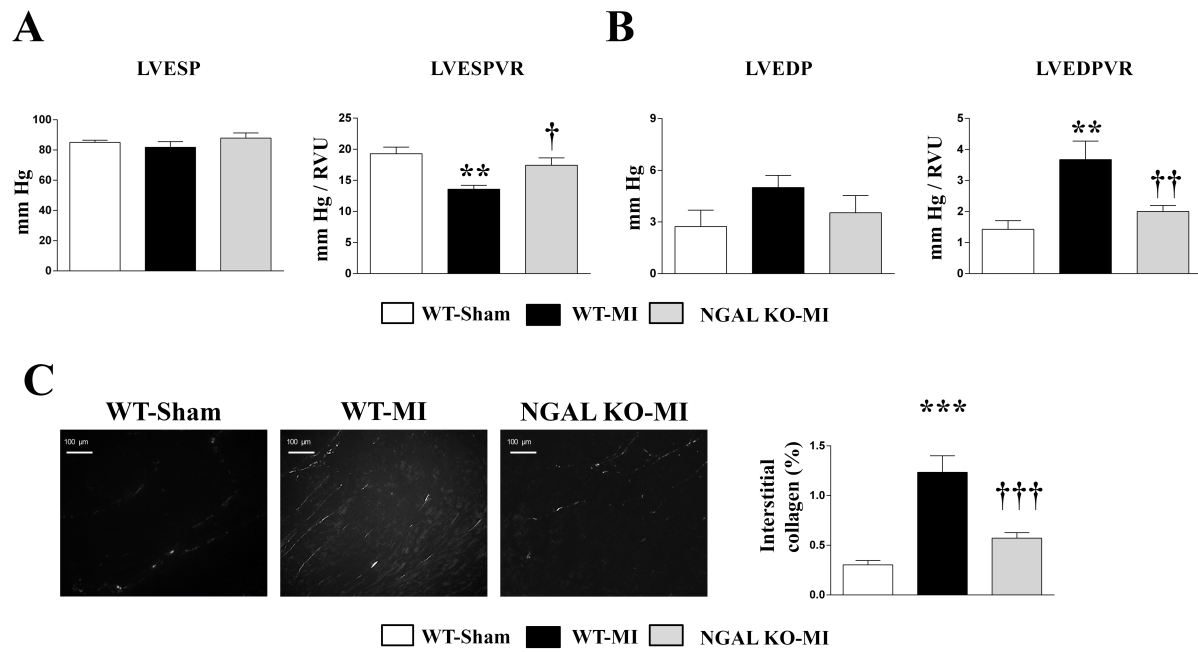 A
B
LVESP
LVESPVR
LVEDP
LVEDPVR
mm Hg
100
80
60
40
20
0
mm Hg / RVU
25
20
15
10
5
0
**
†
mm Hg
9
6
3
0
mm Hg / RVU
5
4
3
2
1
0
**
††
WT-Sham WT-MI NGAL KO-MI
C
WT-Sham
WT-MI
NGAL KO-MI
100 µm
100 µm
100 µm
Interstitial
collagen (%)
1.5
1.0
0.5
0.0
***
†††
WT-Sham WT-MI NGAL KO-MI